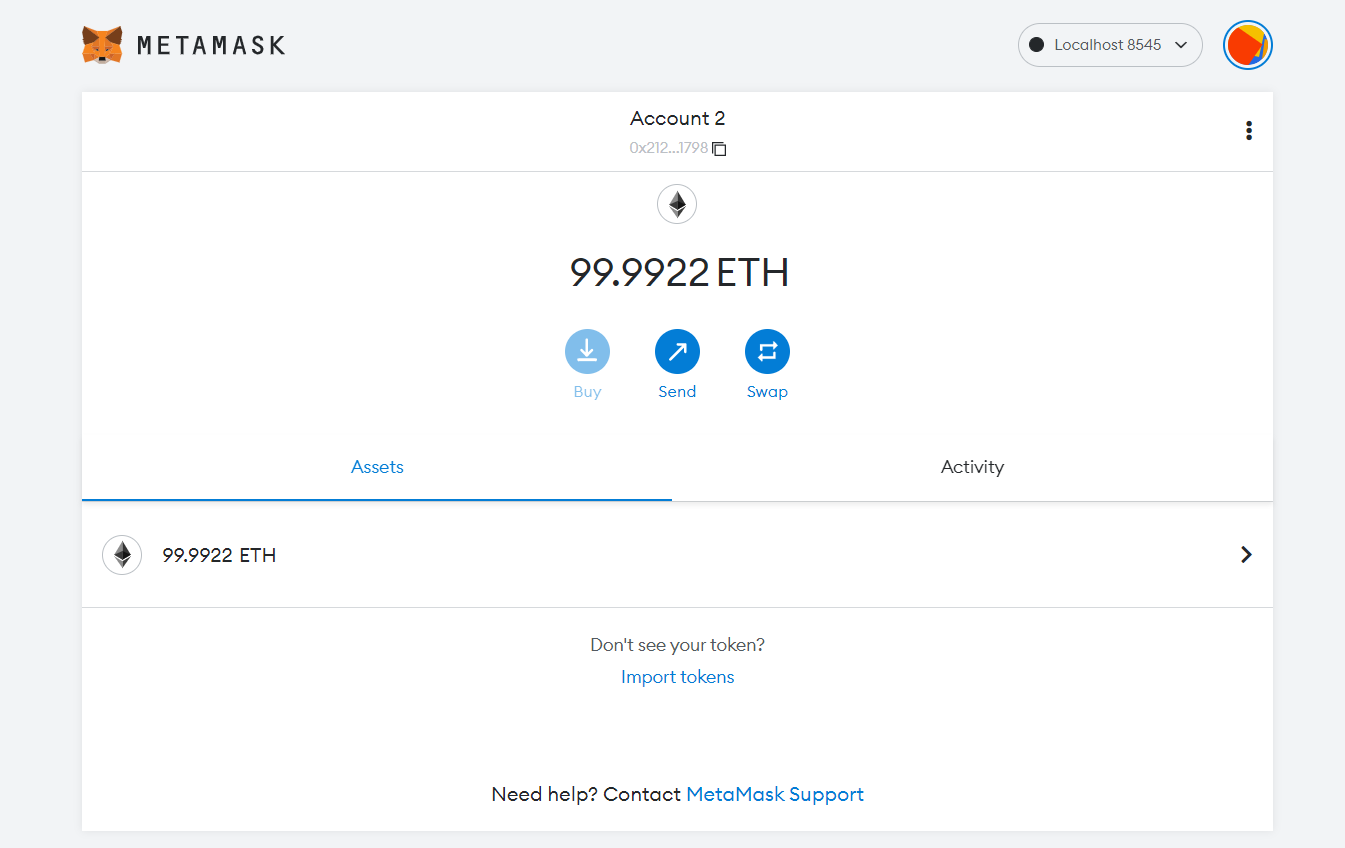 METAMASK
Localhost 8545
Account 2
0x212...1798
99.9922 ETH
Buy
Send
Swap
Assets
Activity
99.9922 ETH
Don't see your token?
Import tokens
Need help? Contact MetaMask Support